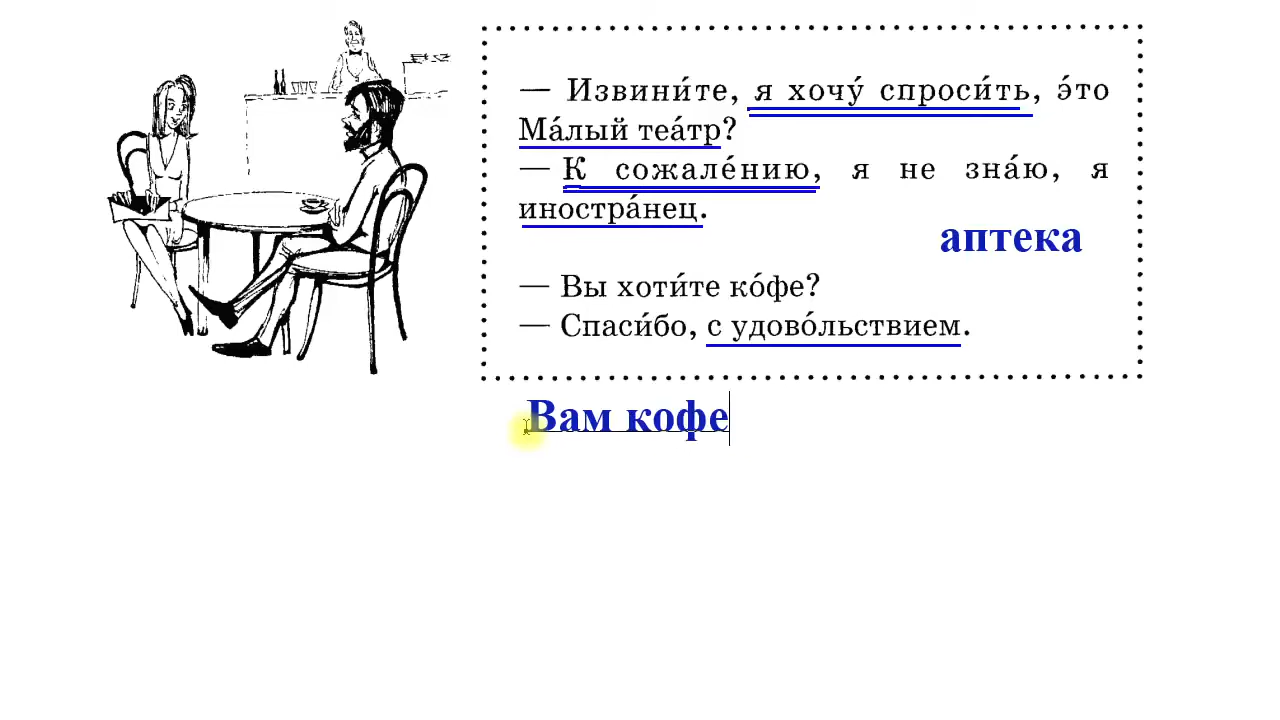 — Извини́те, я хочу́ спроси́ть, э́то
Ма́лый теа́тр?
— К сожале́нию, я не зна́ю, я
иностра́нец.
аптека
— Вы хоти́те ко́фе?
— Спаси́бо, с удово́льствием.
Вам кофе